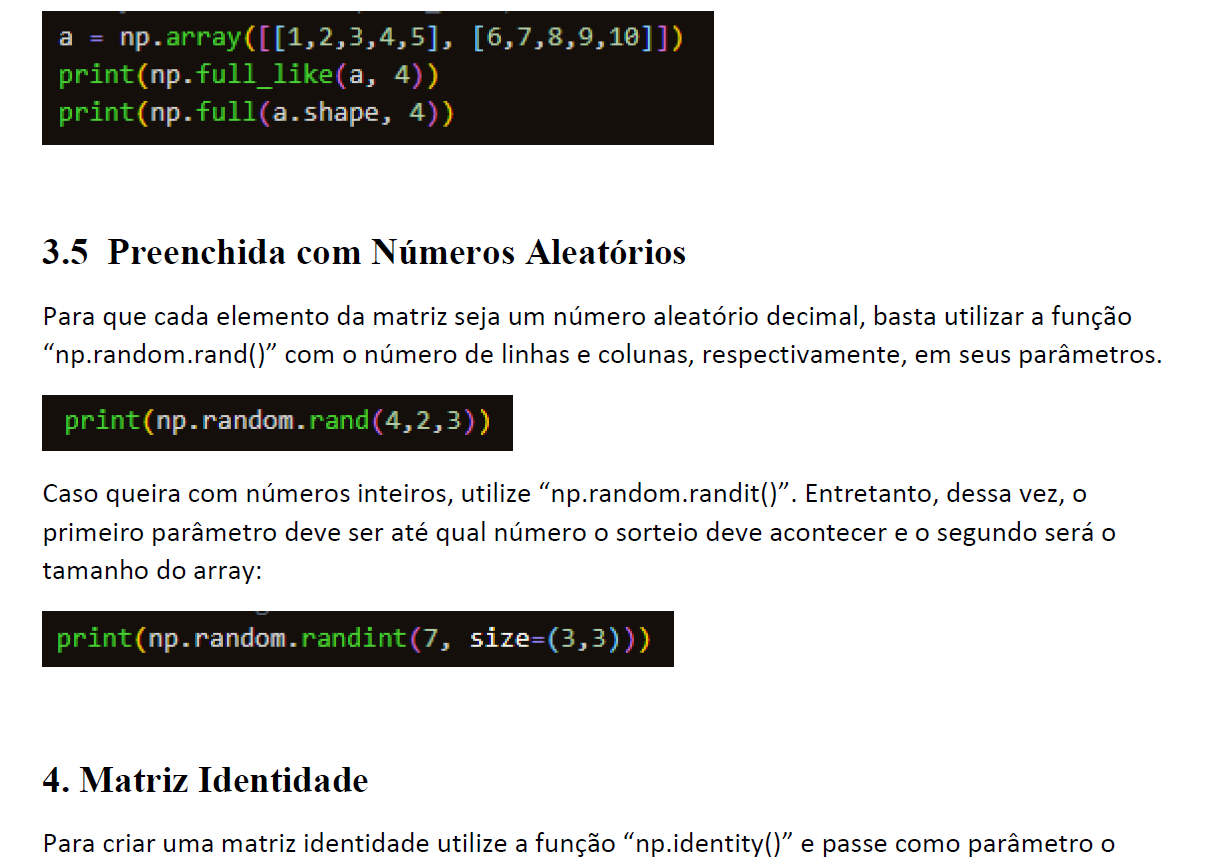 a = np.array([[1,2,3,4,5], [6,7,8,9,10]])
print(np.full_like(a, 4))
print(np.full(a.shape, 4))
3.5 Preenchida com Números Aleatórios
Para que cada elemento da matriz seja um número aleatório decimal, basta utilizar a função
“np.random.rand()” com o número de linhas e colunas, respectivamente, em seus parâmetros.
print(np.random.rand(4,2,3))
Caso queira com números inteiros, utilize “np.random.randit()”. Entretanto, dessa vez, o
primeiro parâmetro deve ser até qual número o sorteio deve acontecer e o segundo será o
tamanho do array:
print(np.random.randint(7, size=(3,3)))
4. Matriz Identidade
Para criar uma matriz identidade utilize a função “np.identity()” e passe como parâmetro o